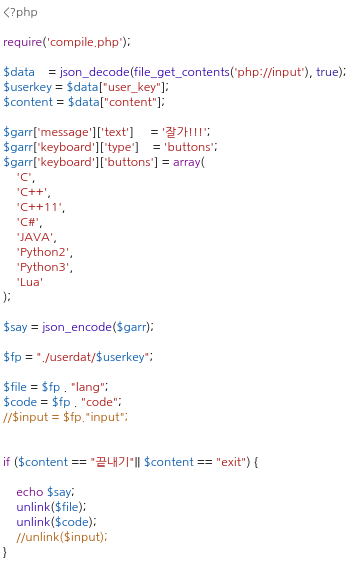 <?php
require('compile.php');
$data    = json_decode(file_get_contents('php://input'), true);
$userkey = $data["user_key"];
$content = $data["content"];
$garr['message']['text']     = '잘가!!!';
$garr['keyboard']['type']    = 'buttons';
$garr['keyboard']['buttons'] = array(
    'C',
    'C++',
    'C++11',
    'C#',
    'JAVA',
    'Python2',
    'Python3',
    'Lua'
);
$say = json_encode($garr);
$fp = "./userdat/$userkey";
$file = $fp . "lang";
$code = $fp . "code";
//$input = $fp."input";
if ($content == "끝내기"|| $content == "exit") {
    echo $say;
    unlink($file);
    unlink($code);
    //unlink($input);
}